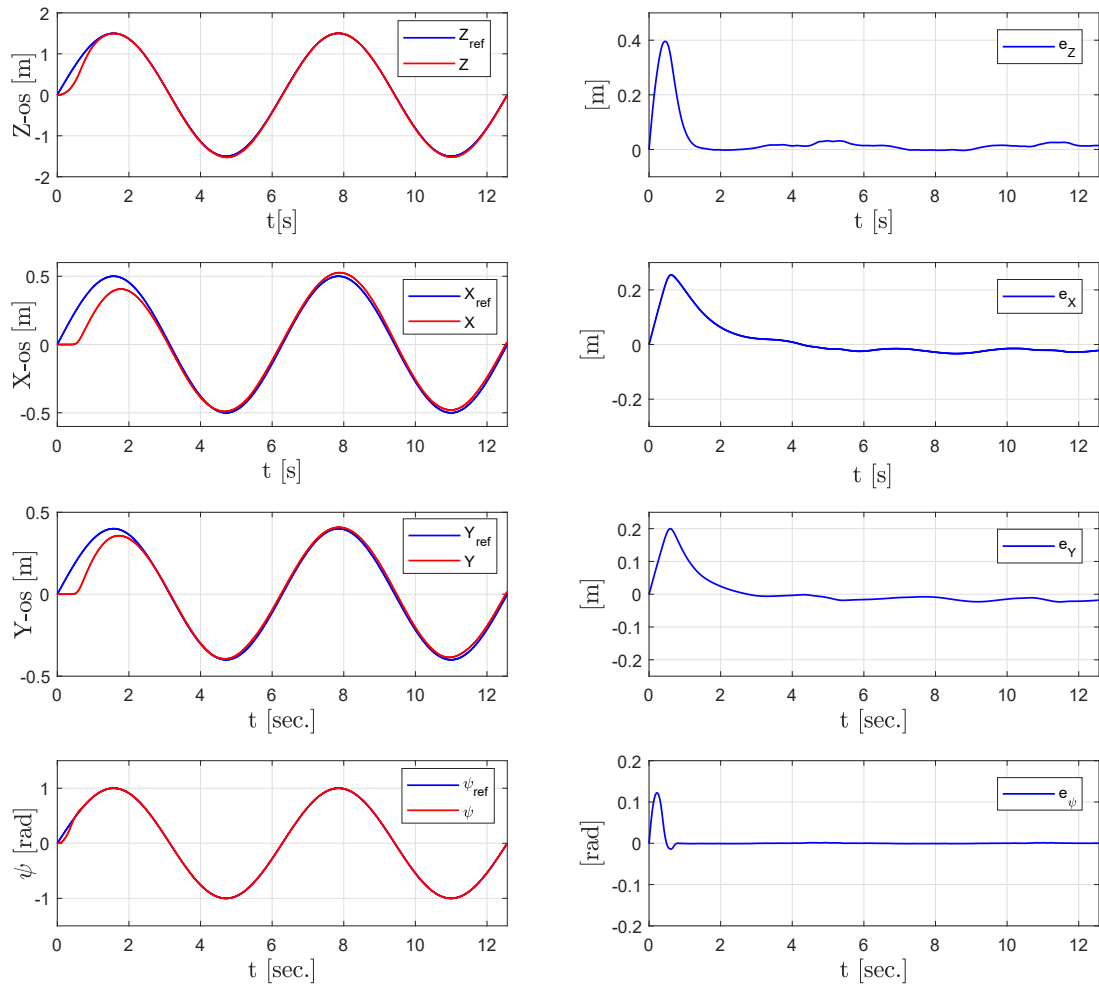 2
1
0
-1
-2
Z-os [m]
Z_ref
Z
0 2 4 6 8 10 12
t[s]
0.4
0.2
0
[m]
e_Z
0 2 4 6 8 10 12
t [s]
0.5
0
-0.5
X-os [m]
X_ref
X
0 2 4 6 8 10 12
t [s]
0.2
0
-0.2
[m]
e_X
0 2 4 6 8 10 12
t [s]
0.5
0
-0.5
Y-os [m]
Y_ref
Y
0 2 4 6 8 10 12
t [sec.]
0.2
0.1
0
-0.1
-0.2
[m]
e_Y
0 2 4 6 8 10 12
t [sec.]
1
0
-1
ψ [rad]
ψ_ref
ψ
0 2 4 6 8 10 12
t [sec.]
0.2
0.1
0
-0.1
-0.2
[rad]
e_ψ
0 2 4 6 8 10 12
t [sec.]